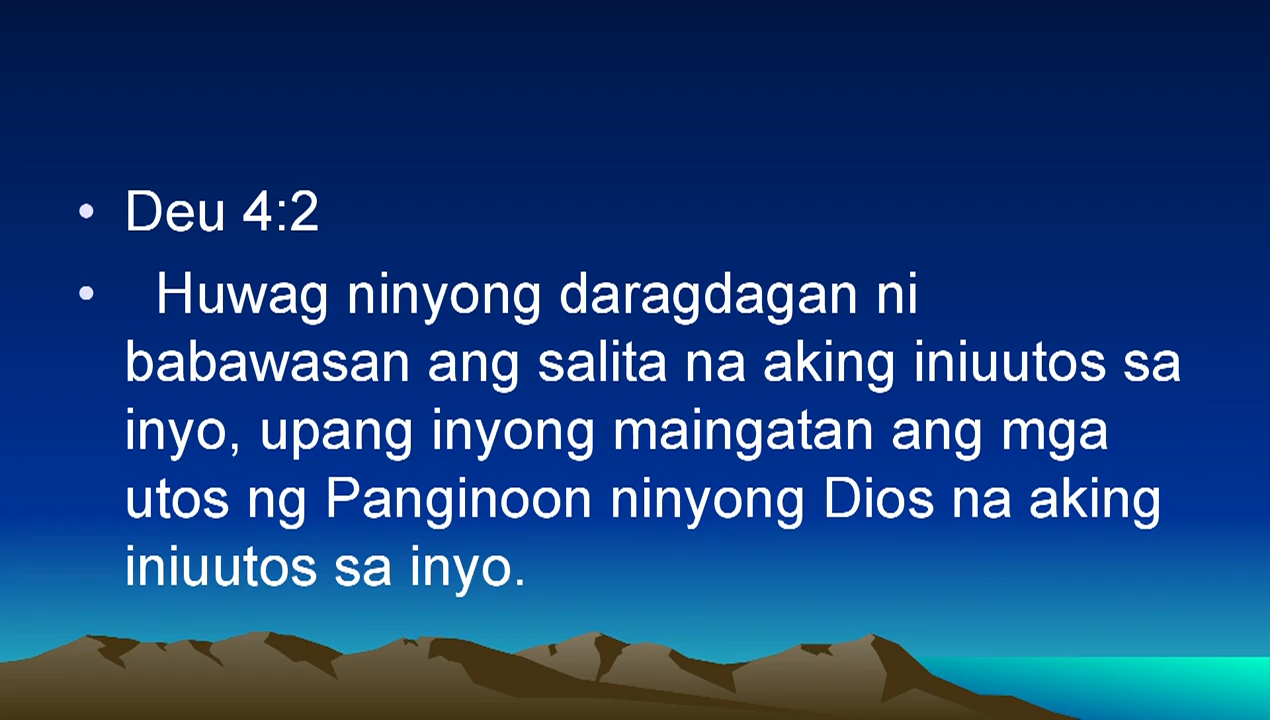 • Deu 4:2
• Huwag ninyong daragdagan ni
babawasan ang salita na aking iniuutos sa
inyo, upang inyong maingatan ang mga
utos ng Panginoon ninyong Dios na aking
iniuutos sa inyo.